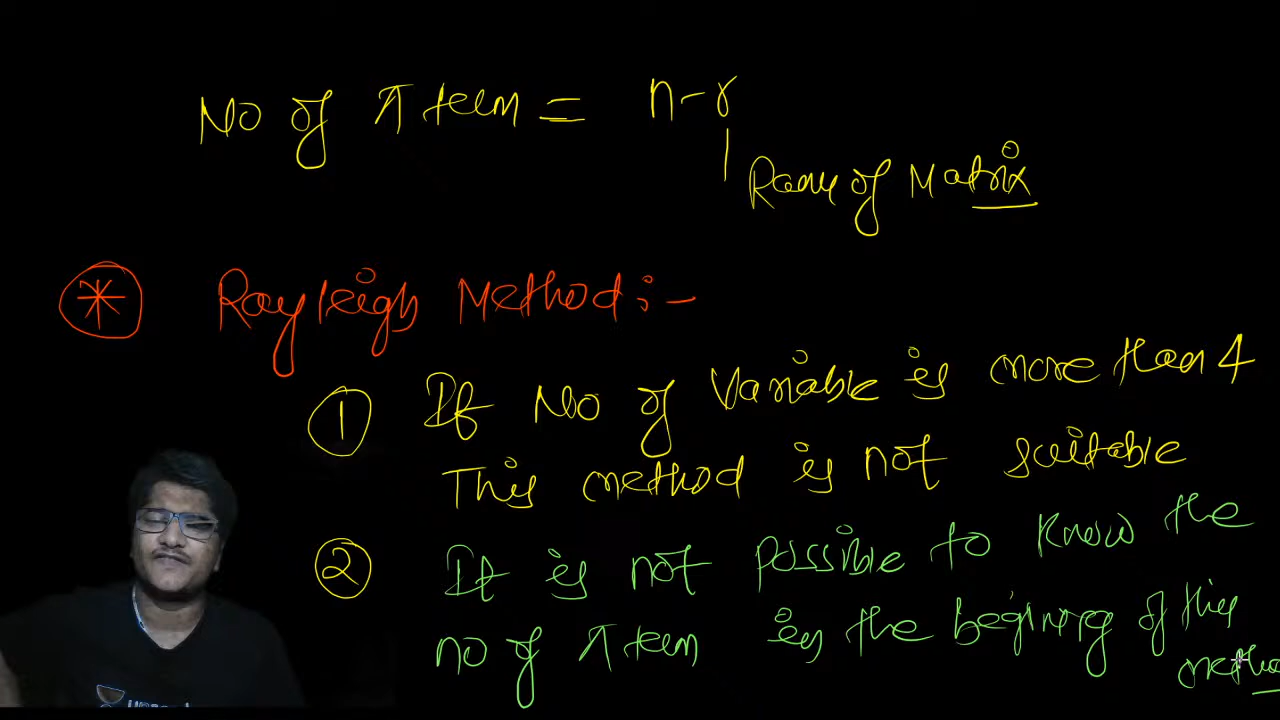 No of π term = n-r
Rank of Matrix
* Rayleigh Method:-
1 If No of Variable is more than 4
This method is not suitable
2 It is not possible to know the
no of π term in the beginning of this
method